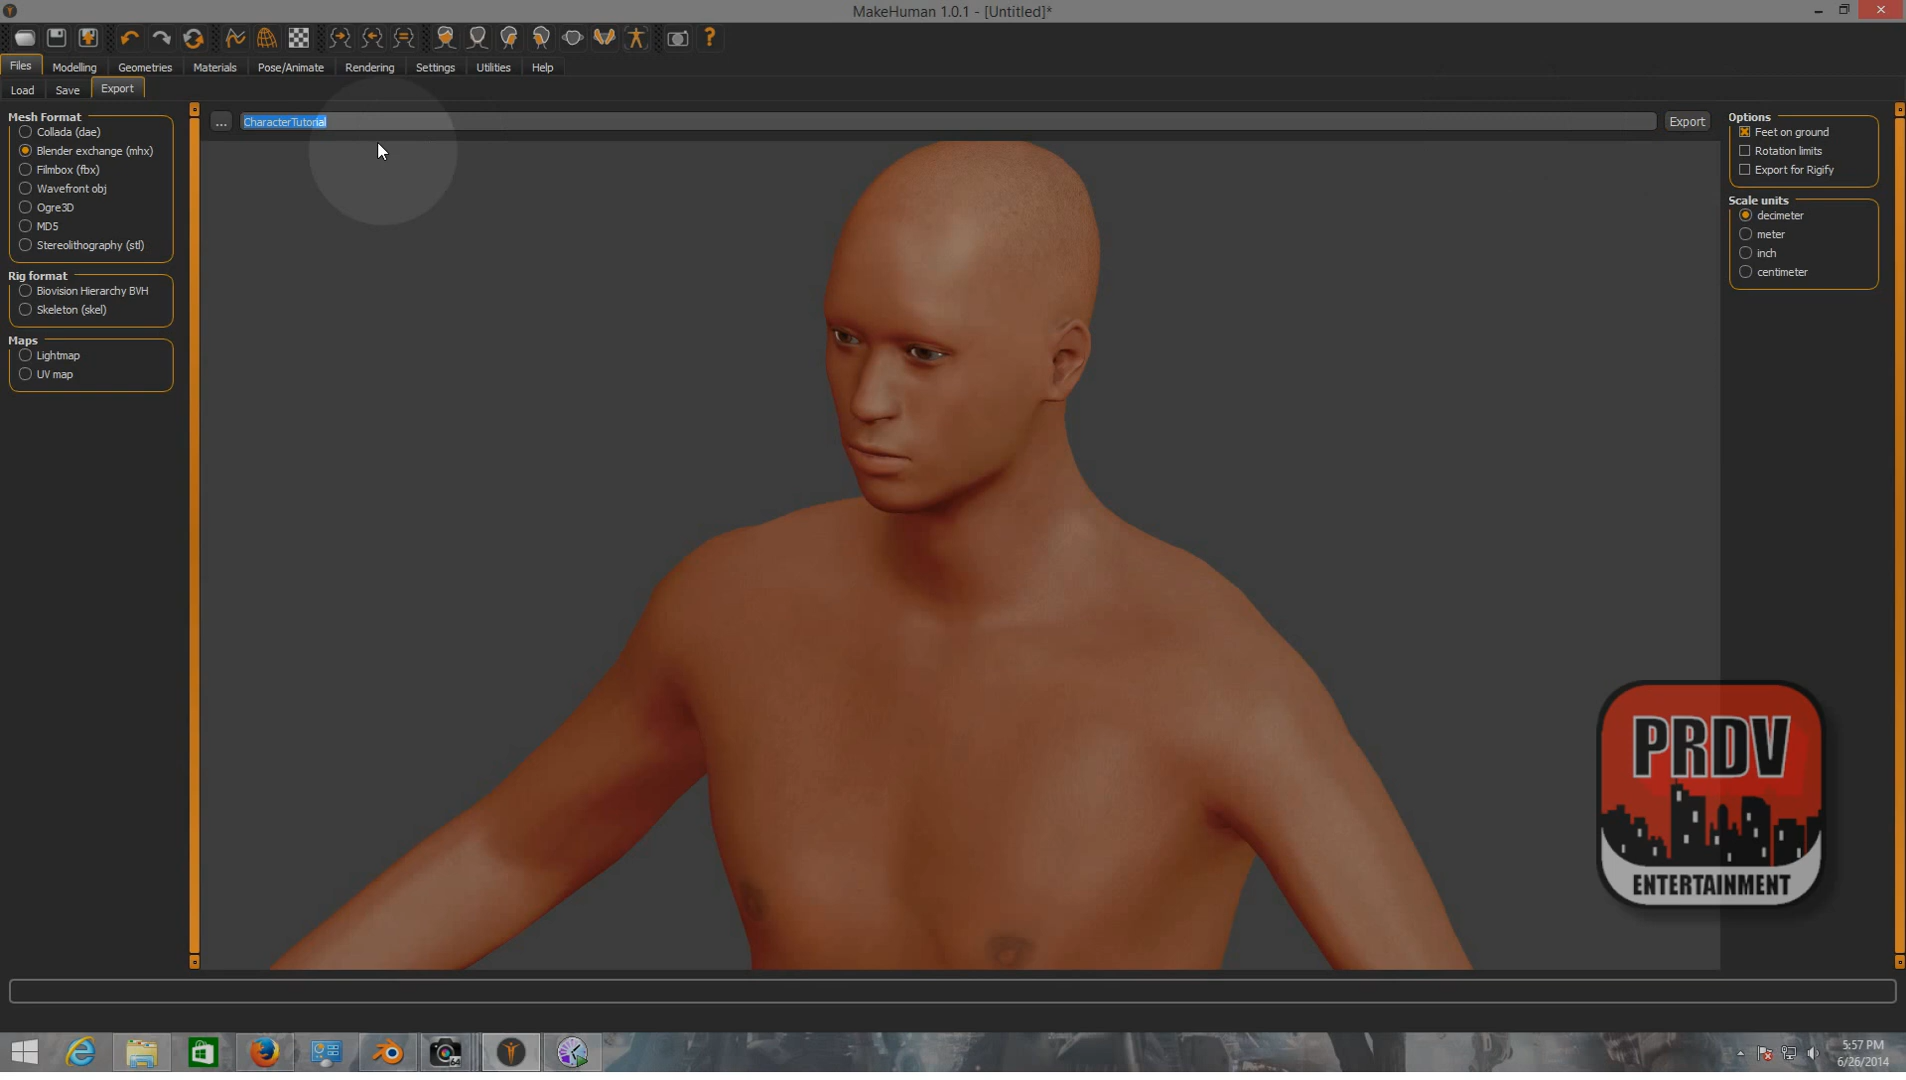 MakeHuman 1.0.1 - [Untitled]*
Files Modelling Geometries Materials Pose/Animate Rendering Settings Utilities Help
Load Save Export
Mesh Format
Collada (dae)
Blender exchange (mhx)
Filmbox (fbx)
Wavefront obj
Ogre3D
MD5
Stereolithography (stl)
Rig format
Biovision Hierarchy BVH
Skeleton (skel)
Maps
Lightmap
UV map
... CharacterTutorial Export
Options
Feet on ground
Rotation limits
Export for Rigify
Scale units
decimeter
meter
inch
centimeter
PRDV
ENTERTAINMENT
64
5:57 PM
6/26/2014